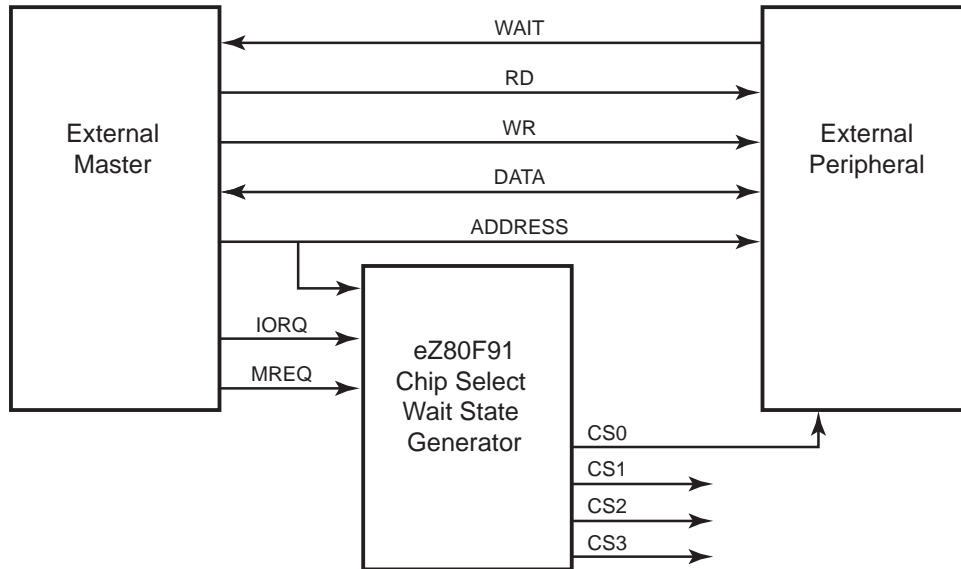 WAIT
RD
WR
DATA
ADDRESS
External
Master
External
Peripheral
IORQ
MREQ
eZ80F91
Chip Select
Wait State
Generator
CS0
CS1
CS2
CS3